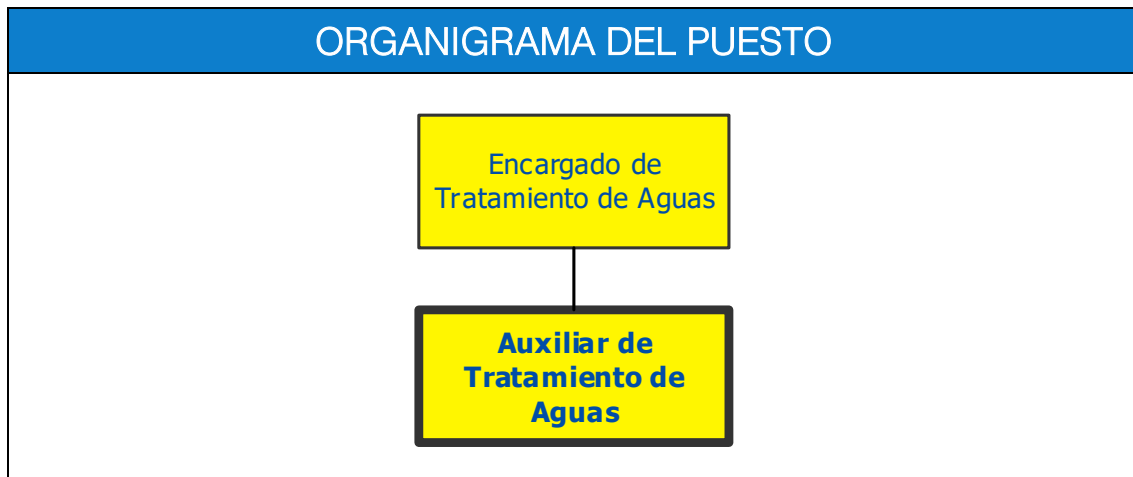 ORGANIGRAMA DEL PUESTO
Encargado de
Tratamiento de Aguas
Auxiliar de
Tratamiento de
Aguas